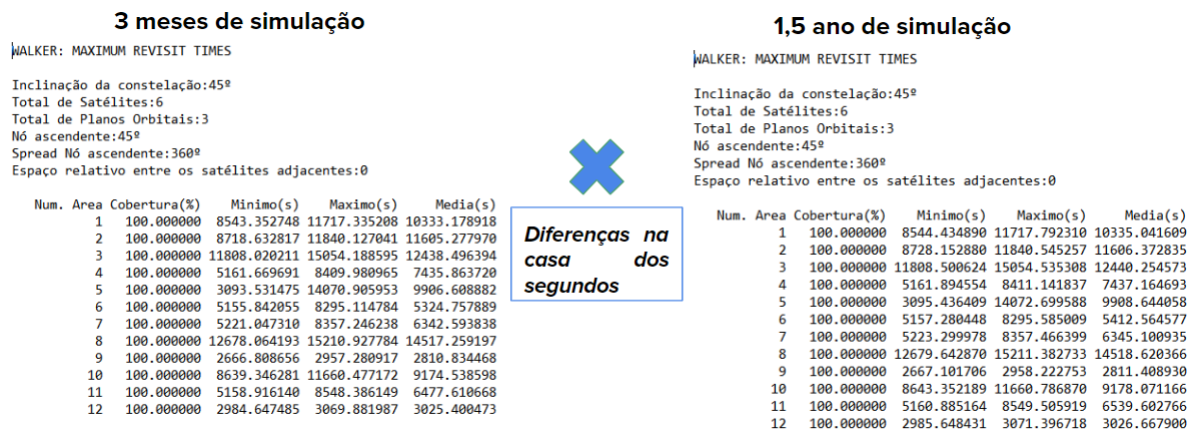 3 meses de simulação
WALKER: MAXIMUM REVISIT TIMES
Inclinação da constelação:45º
Total de Satélites:6
Total de Planos Orbitais:3
Nó ascendente:45º
Spread Nó ascendente:360º
Espaço relativo entre os satélites adjacentes:0
Num. Area Cobertura(%) Minimo(s) Maximo(s) Media(s)
1 100.000000 8543.352748 11717.335208 10333.178918
2 100.000000 8718.632817 11840.127041 11605.277970
3 100.000000 11808.020211 15054.188595 12438.496394
4 100.000000 5161.669691 8409.980965 7435.863720
5 100.000000 3093.531475 14070.905953 9906.608882
6 100.000000 5155.842055 8295.114784 5324.757889
7 100.000000 5221.047310 8357.246238 6342.593838
8 100.000000 12678.064193 15210.927784 14517.259197
9 100.000000 2666.808656 2957.280917 2810.834468
10 100.000000 8639.346281 11660.477172 9174.538598
11 100.000000 5158.916140 8548.386149 6477.610668
12 100.000000 2984.647485 3069.881987 3025.400473
Diferenças na
casa dos
segundos
1,5 ano de simulação
WALKER: MAXIMUM REVISIT TIMES
Inclinação da constelação:45º
Total de Satélites:6
Total de Planos Orbitais:3
Nó ascendente:45º
Spread Nó ascendente:360º
Espaço relativo entre os satélites adjacentes:0
Num. Area Cobertura(%) Minimo(s) Maximo(s) Media(s)
1 100.000000 8544.434890 11717.792310 10335.041609
2 100.000000 8728.152880 11840.545257 11606.372835
3 100.000000 11808.500624 15054.535308 12440.254573
4 100.000000 5161.894554 8411.141837 7437.164693
5 100.000000 3095.436409 14072.699588 9908.644058
6 100.000000 5157.280448 8295.585009 5412.564577
7 100.000000 5223.299978 8357.466399 6345.100935
8 100.000000 12679.642870 15211.382733 14518.620366
9 100.000000 2667.101706 2958.222753 2811.408930
10 100.000000 8643.352189 11660.786870 9178.071166
11 100.000000 5160.885164 8549.505919 6539.602766
12 100.000000 2985.648431 3071.396718 3026.667900